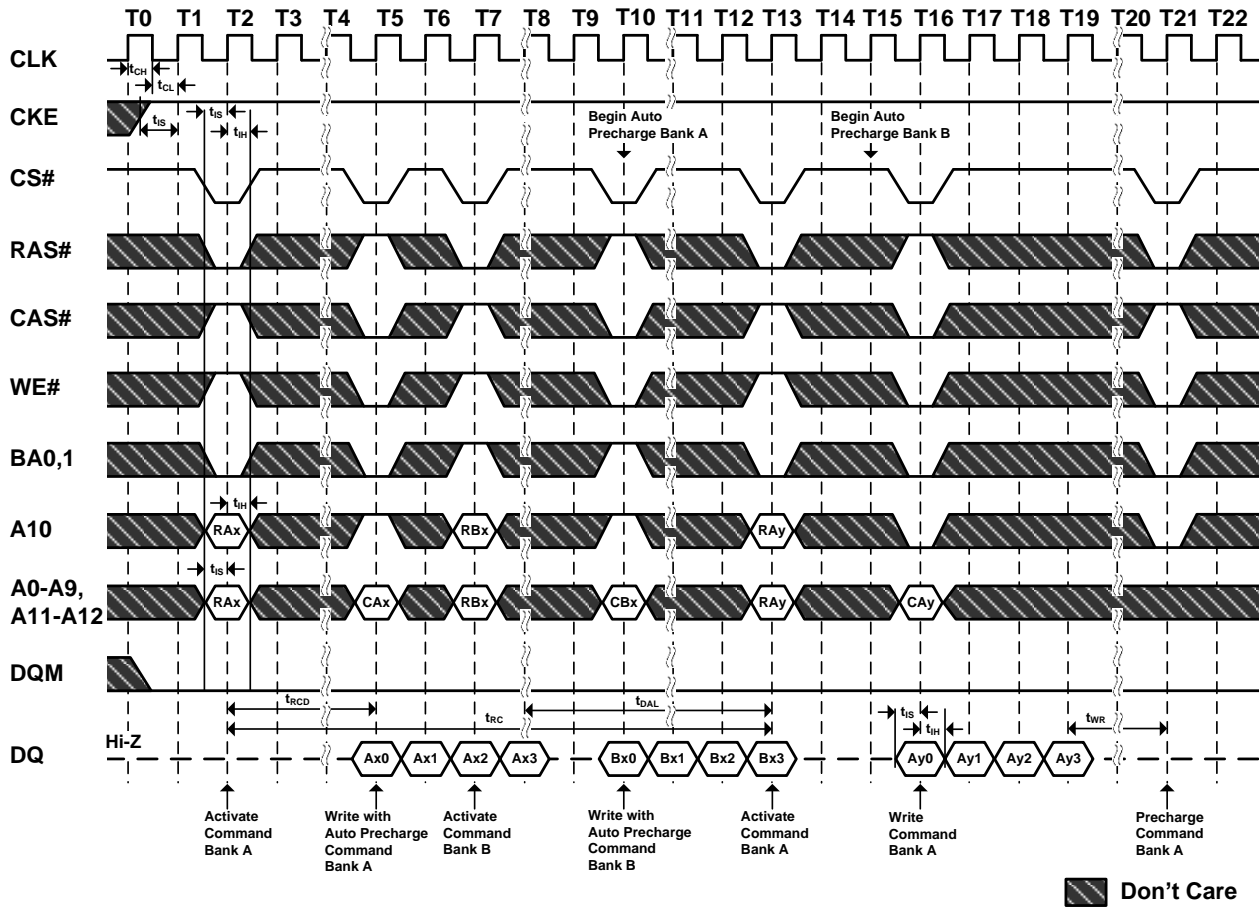 T0 T1 T2 T3 T4 T5 T6 T7 T8 T9 T10 T11 T12 T13 T14 T15 T16 T17 T18 T19 T20 T21 T22
CLK
tCH
tCL
CKE
tIS
tIS
tIH
Begin Auto
Precharge Bank A
Begin Auto
Precharge Bank B
CS#
RAS#
CAS#
WE#
BA0,1
A10
tIH
RAx RBx RAy
tIS
A0-A9,
A11-A12
RAx CAx RBx CBx RAy CAy
DQM
tRCD
tRC
tDAL
tIS
tIH
tWR
DQ
Hi-Z
Ax0 Ax1 Ax2 Ax3 Bx0 Bx1 Bx2 Bx3 Ay0 Ay1 Ay2 Ay3
Activate
Command
Bank A
Write with
Auto Precharge
Command
Bank A
Activate
Command
Bank B
Write with
Auto Precharge
Command
Bank B
Activate
Command
Bank A
Write
Command
Bank A
Precharge
Command
Bank A
Don't Care